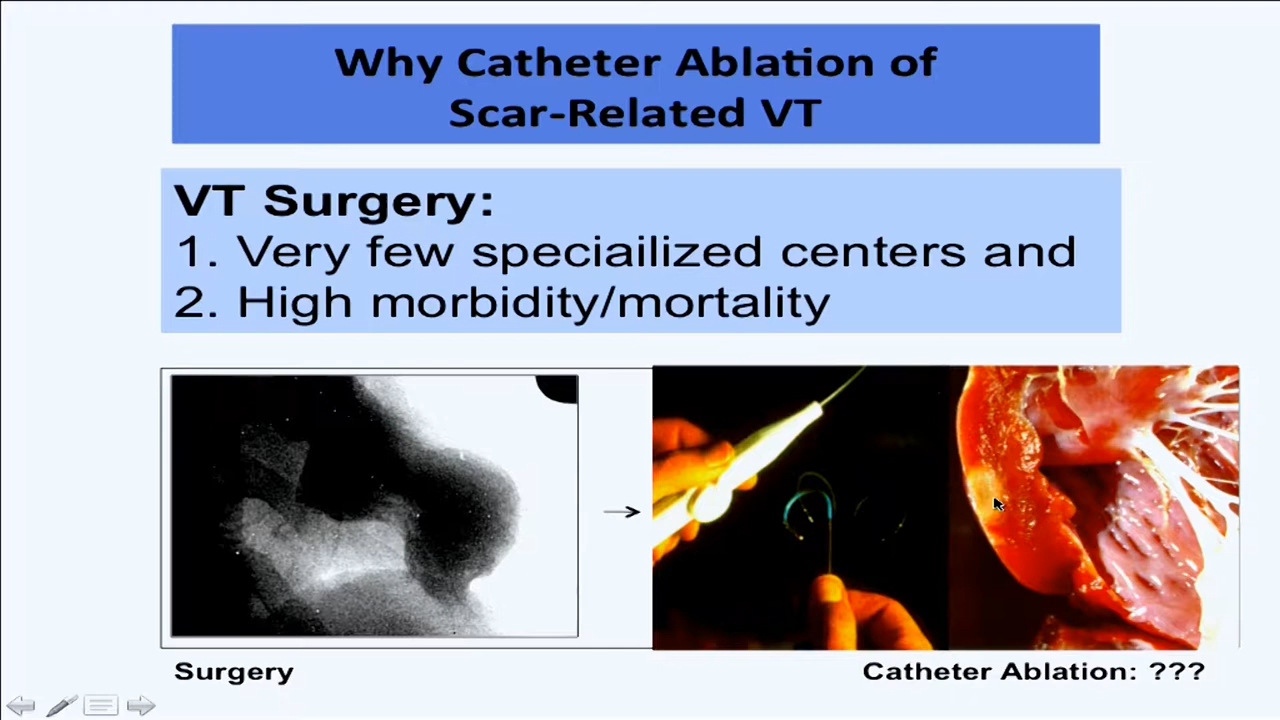 Why Catheter Ablation of
Scar-Related VT
VT Surgery:
1. Very few speciailized centers and
2. High morbidity/mortality
Surgery
Catheter Ablation: ???